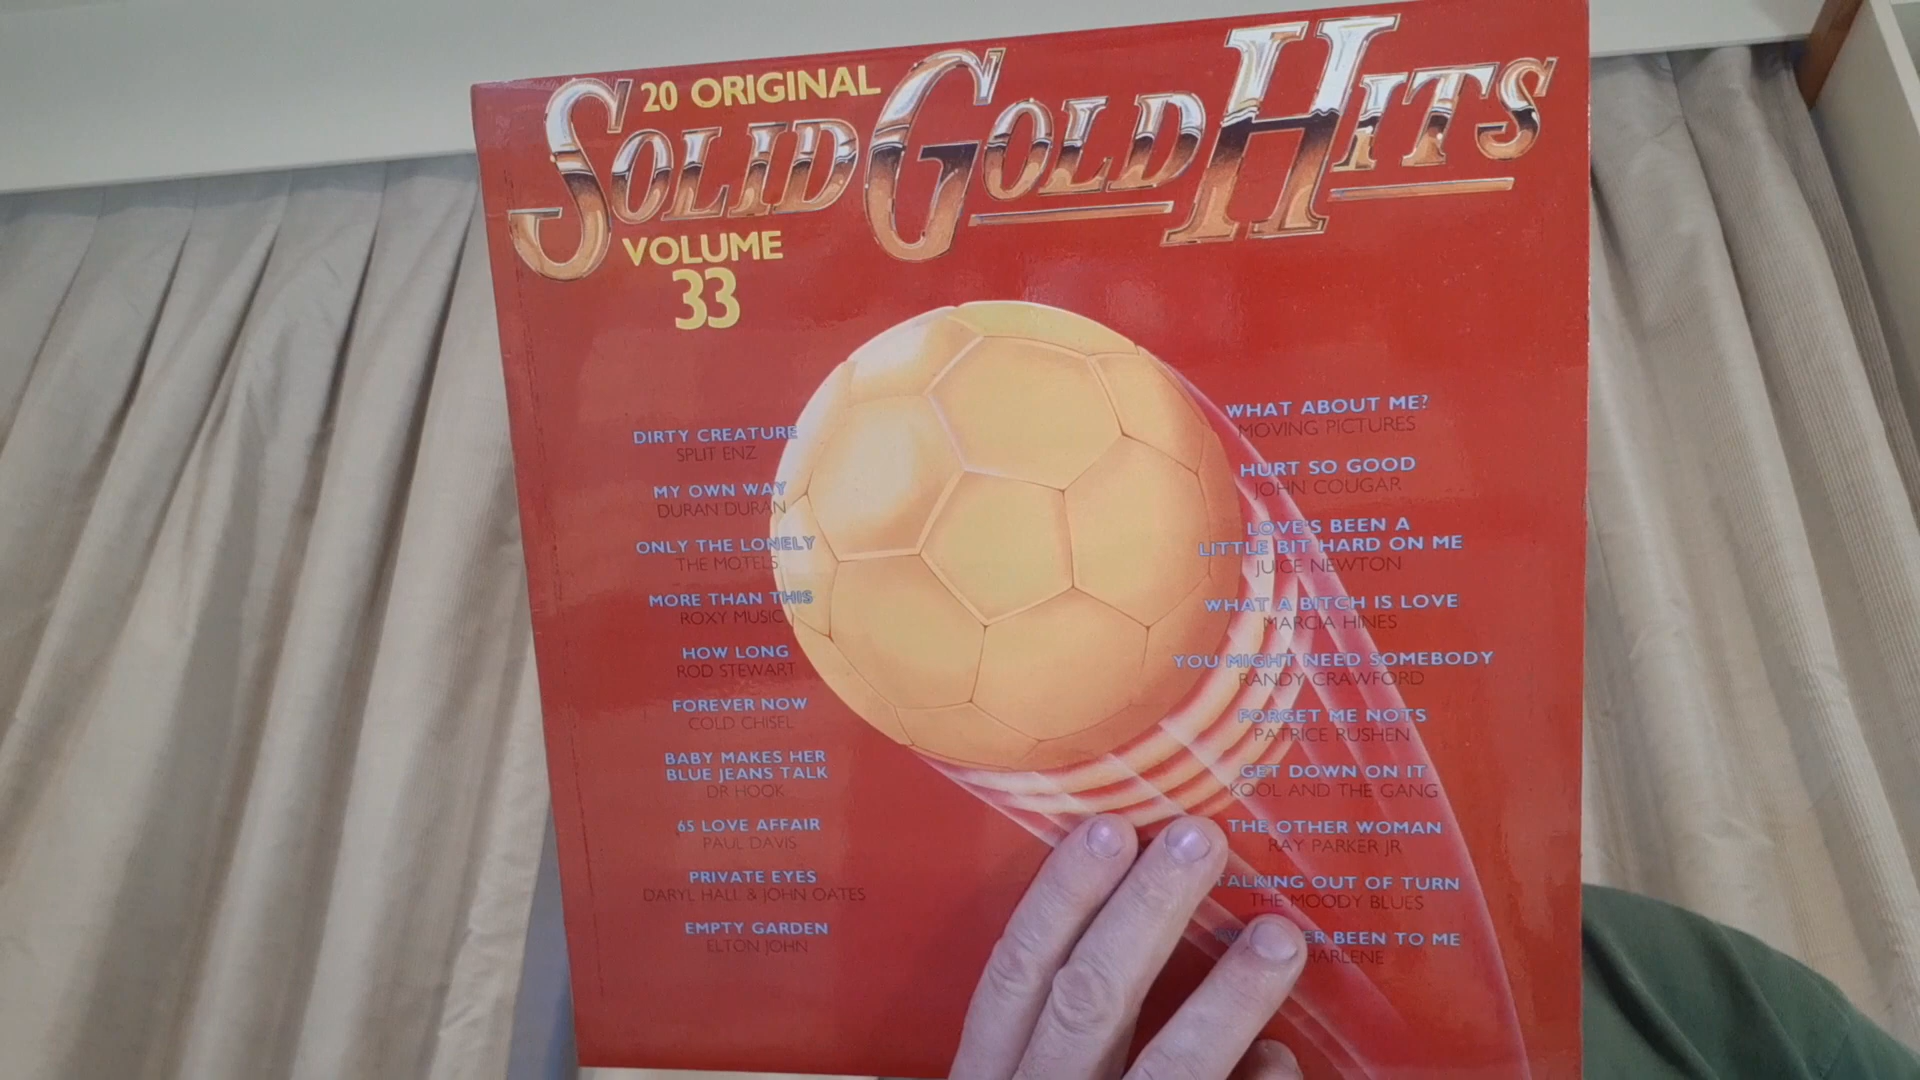 20 ORIGINAL
SOLID GOLD HITS
VOLUME
33
DIRTY CREATURE
SPLIT ENZ
MY OWN WAY
DURAN DURAN
ONLY THE LONELY
THE MOTELS
MORE THAN THIS
ROXY MUSIC
HOW LONG
ROD STEWART
FOREVER NOW
COLD CHISEL
BABY MAKES HER
BLUE JEANS TALK
DR HOOK
65 LOVE AFFAIR
PAUL DAVIS
PRIVATE EYES
DARYL HALL & JOHN OATES
EMPTY GARDEN
ELTON JOHN
WHAT ABOUT ME?
MOVING PICTURES
HURT SO GOOD
JOHN COUGAR
LOVE'S BEEN A
LITTLE BIT HARD ON ME
JUICE NEWTON
WHAT A BITCH IS LOVE
MARCIA HINES
YOU MIGHT NEED SOMEBODY
RANDY CRAWFORD
FORGET ME NOTS
PATRICE RUSHEN
GET DOWN ON IT
KOOL AND THE GANG
THE OTHER WOMAN
RAY PARKER JR
TALKING OUT OF TURN
THE MOODY BLUES
BEEN TO ME